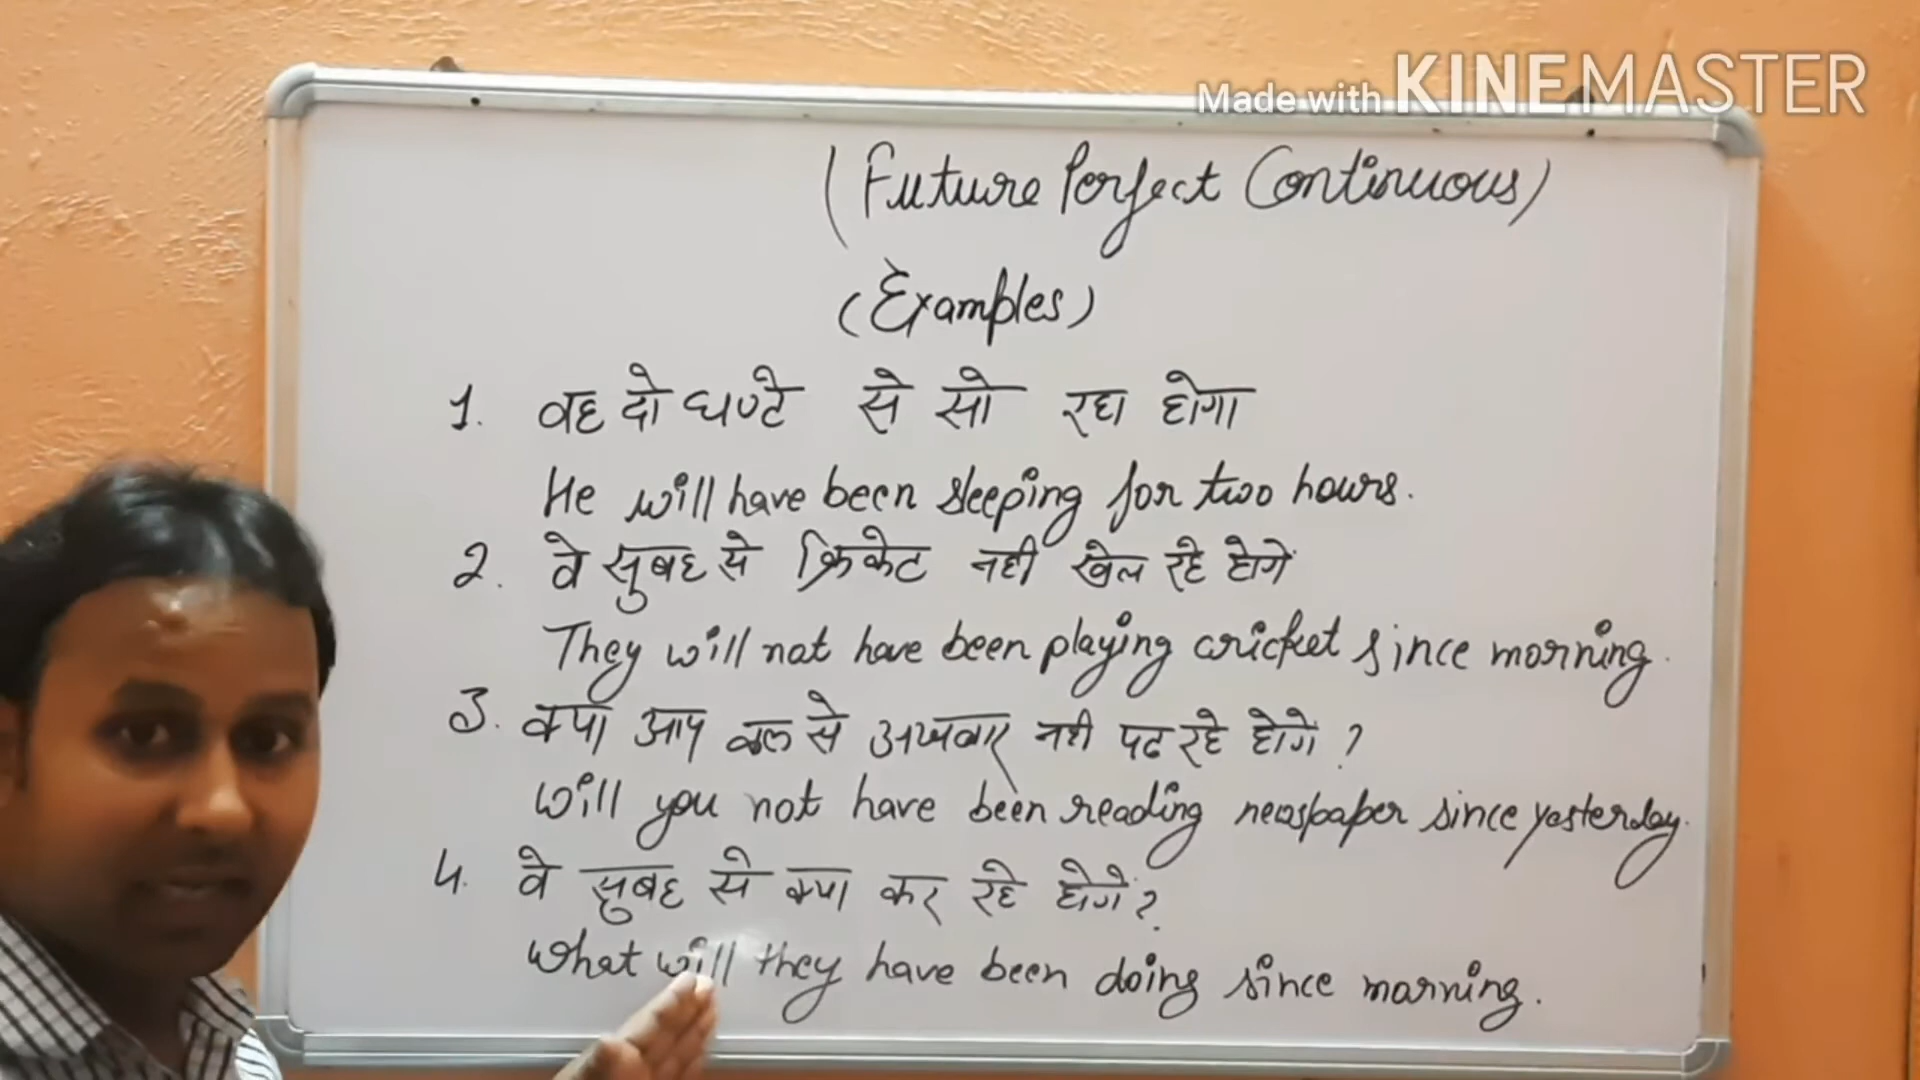 Made with KINEMASTER
(Future Perfect Continuous)
(Examples)
1. वह दो घण्टे से सो रहा होगा
He will have been sleeping for two hours.
2. वे सुबह से क्रिकेट नही खेल रहे होगें
They will not have been playing cricket since morning.
3. क्या आप कल से अखबार नही पढ रहे होगें ?
Will you not have been reading newspaper since yesterday.
4. वे सुबह से क्या कर रहे होगें ?
What will they have been doing since morning.